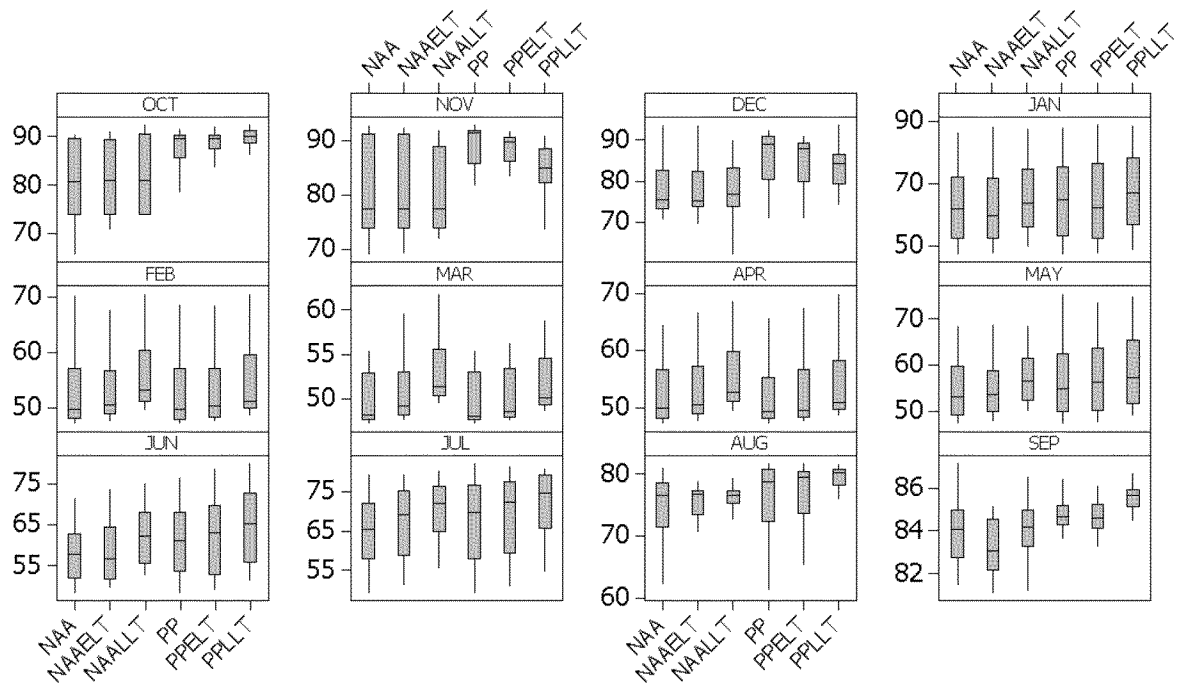 NAA NAAELT NAALLT PP PPELT PPLLT
NAA NAAELT NAALLT PP PPELT PPLLT
OCT NOV DEC JAN
90 90 90 90
80 80 80 70
70 70 70 50
FEB MAR APR MAY
70 60 70 70
60 55 60 60
50 50 50 50
JUN JUL AUG SEP
75 75 80 86
65 65 70 84
55 55 60 82
NAA NAAELT NAALLT PP PPELT PPLLT
NAA NAAELT NAALLT PP PPELT PPLLT